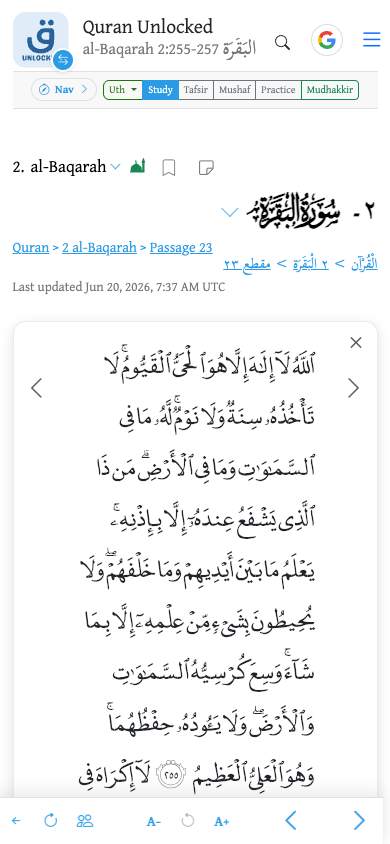 ق
UNLOCK
Quran Unlocked
al-Baqarah 2:255-257 البَقَرَة
Nav
Uth
Study
Tafsir
Mushaf
Practice
Mudhakkir
2. al-Baqarah
٢ - سُورَةُ البَقَرَةِ
Quran > 2 al-Baqarah > Passage 23
الْقُرْآن > ٢ الْبَقَرَة > مقطع ٢٣
Last updated Jun 20, 2026, 7:37 AM UTC
ٱللَّهُ لَآ إِلَٰهَ إِلَّا هُوَ ٱلْحَىُّ ٱلْقَيُّومُ ۚ لَا
تَأْخُذُهُۥ سِنَةٌ وَلَا نَوْمٌ ۚ لَّهُۥ مَا فِى
ٱلسَّمَٰوَٰتِ وَمَا فِى ٱلْأَرْضِ ۗ مَن ذَا
ٱلَّذِى يَشْفَعُ عِندَهُۥٓ إِلَّا بِإِذْنِهِۦ ۚ
يَعْلَمُ مَا بَيْنَ أَيْدِيهِمْ وَمَا خَلْفَهُمْ ۖ وَلَا
يُحِيطُونَ بِشَىْءٍ مِّنْ عِلْمِهِۦٓ إِلَّا بِمَا
شَآءَ ۚ وَسِعَ كُرْسِيُّهُ ٱلسَّمَٰوَٰتِ
وَٱلْأَرْضَ ۖ وَلَا يَـُٔودُهُۥ حِفْظُهُمَا ۚ
وَهُوَ ٱلْعَلِىُّ ٱلْعَظِيمُ ٢٥٥ لَآ إِكْرَاهَ فِى
A-
A+